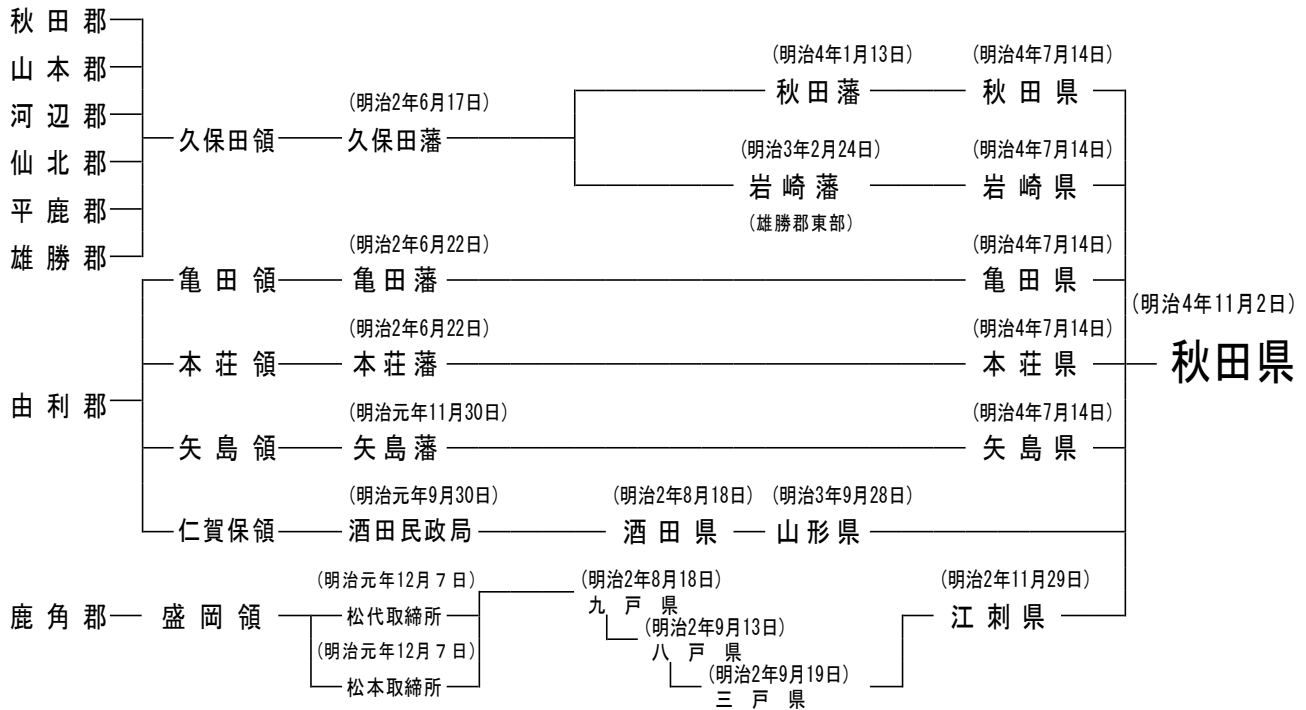 秋田郡
山本郡
河辺郡
仙北郡
平鹿郡
雄勝郡
久保田領
(明治2年6月17日)
久保田藩
(明治4年1月13日)
秋田藩
(明治4年7月14日)
秋田県
(明治3年2月24日)
岩崎藩
(雄勝郡東部)
(明治4年7月14日)
岩崎県
由利郡
亀田領
(明治2年6月22日)
亀田藩
(明治4年7月14日)
亀田県
本荘領
(明治2年6月22日)
本荘藩
(明治4年7月14日)
本荘県
矢島領
(明治元年11月30日)
矢島藩
(明治4年7月14日)
矢島県
仁賀保領
(明治元年9月30日)
酒田民政局
(明治2年8月18日)
酒田県
(明治3年9月28日)
山形県
鹿角郡
盛岡領
(明治元年12月7日)
松代取締所
(明治元年12月7日)
松本取締所
(明治2年8月18日)
九戸県
(明治2年9月13日)
八戸県
(明治2年9月19日)
三戸県
(明治2年11月29日)
江刺県
(明治4年11月2日)
秋田県